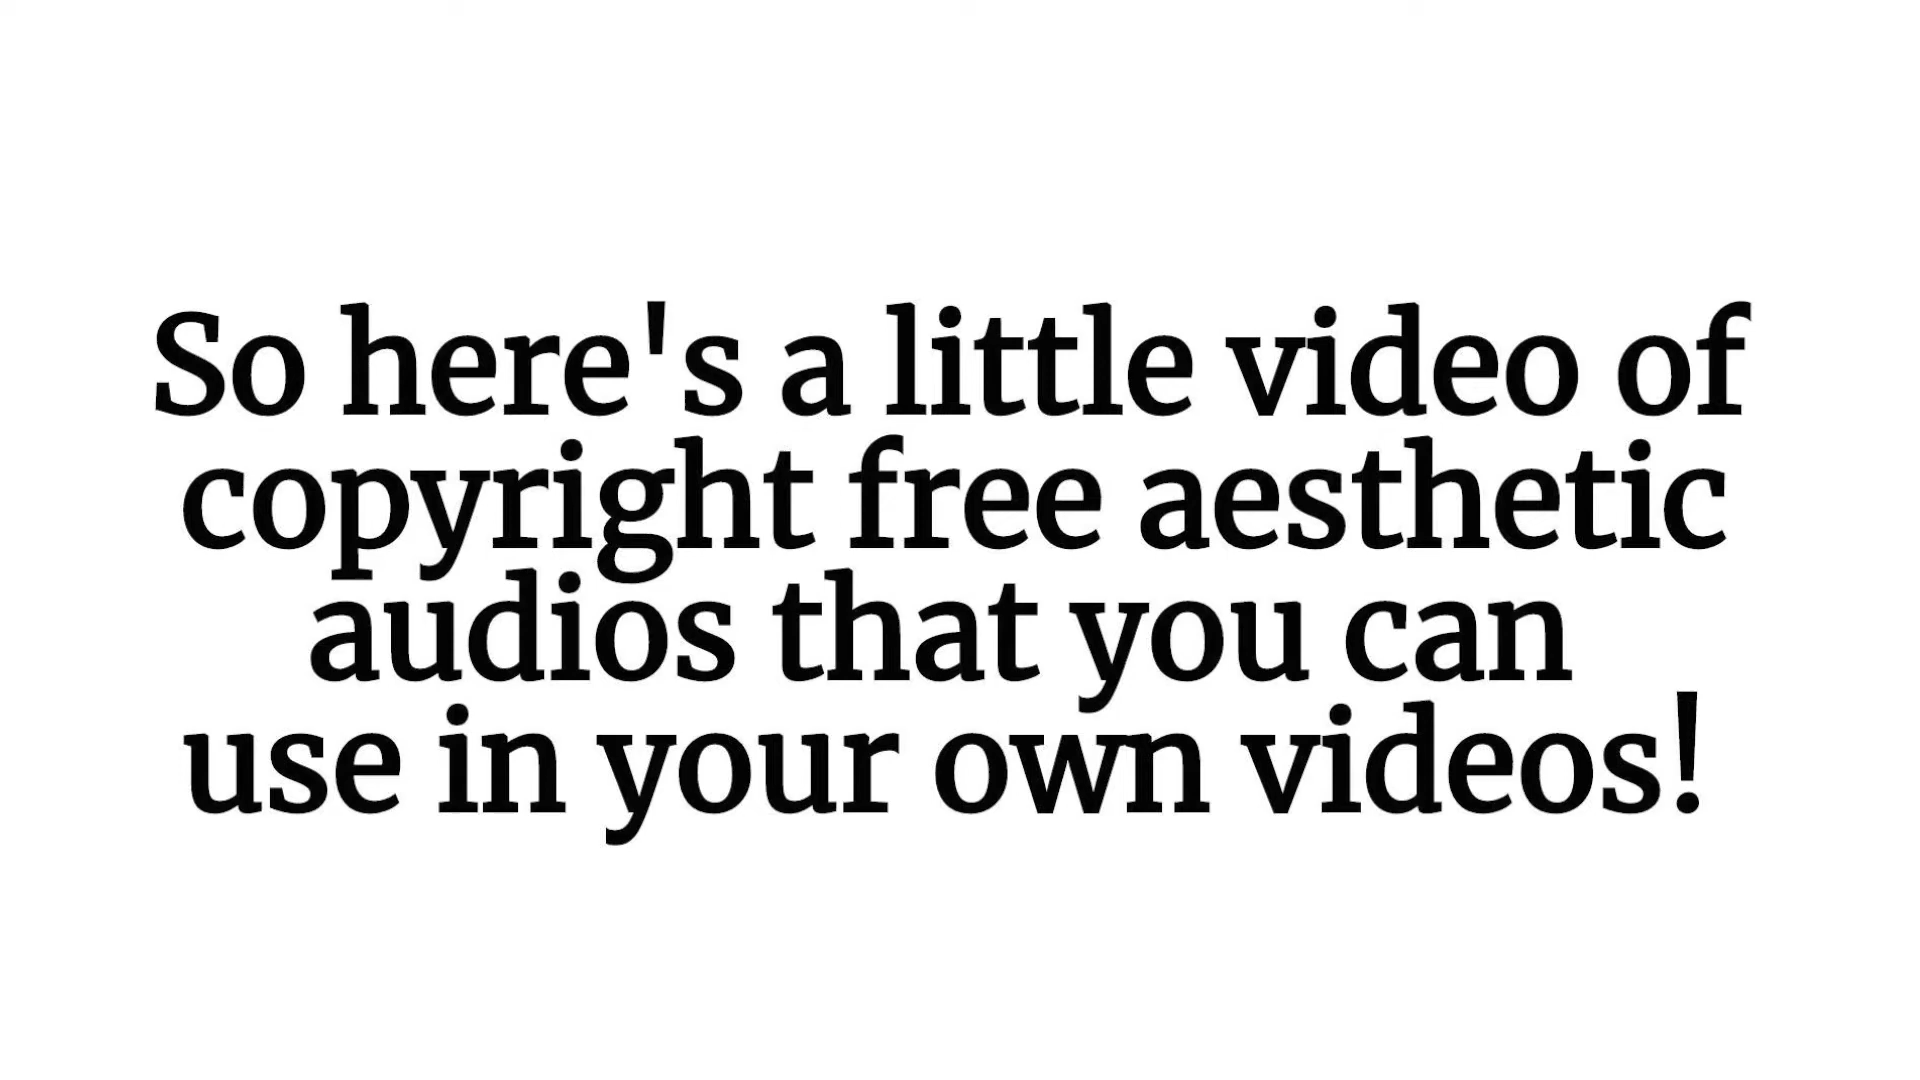 So here's a little video of
copyright free aesthetic
audios that you can
use in your own videos!